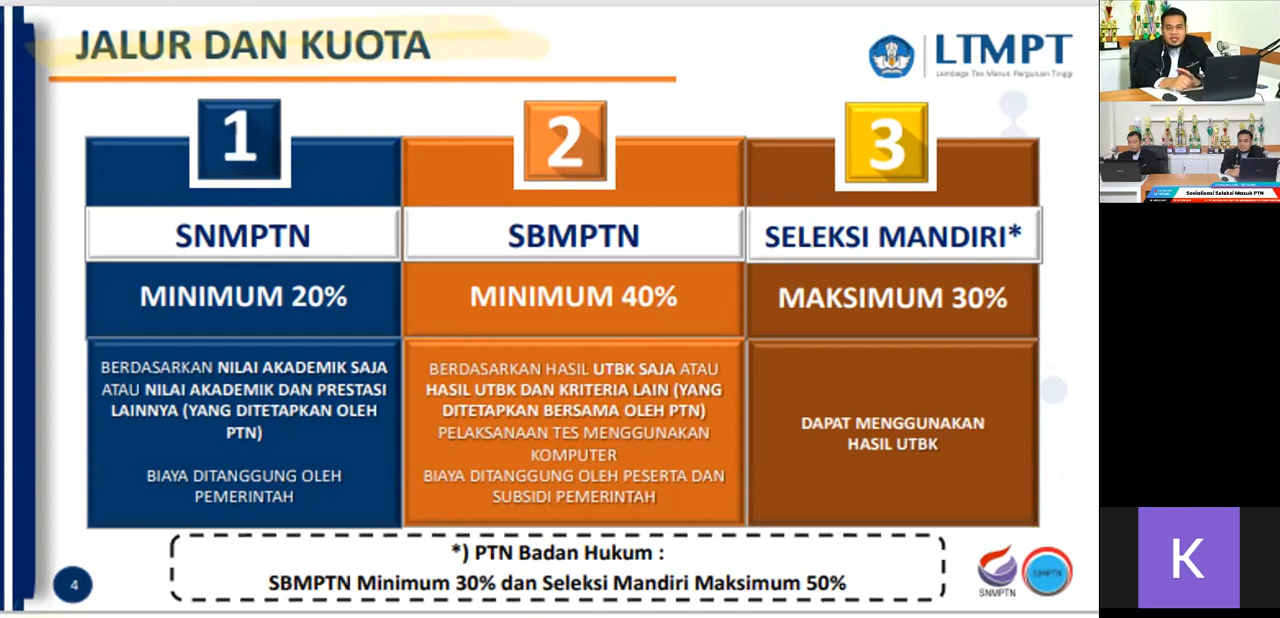 JALUR DAN KUOTA
LTMPT
Lembaga Tes Masuk Perguruan Tinggi
1
SNMPTN
MINIMUM 20%
BERDASARKAN NILAI AKADEMIK SAJA
ATAU NILAI AKADEMIK DAN PRESTASI
LAINNYA (YANG DITETAPKAN OLEH
PTN)
BIAYA DITANGGUNG OLEH
PEMERINTAH
2
SBMPTN
MINIMUM 40%
BERDASARKAN HASIL UTBK SAJA ATAU
HASIL UTBK DAN KRITERIA LAIN (YANG
DITETAPKAN BERSAMA OLEH PTN)
PELAKSANAAN TES MENGGUNAKAN
KOMPUTER
BIAYA DITANGGUNG OLEH PESERTA DAN
SUBSIDI PEMERINTAH
3
SELEKSI MANDIRI*
MAKSIMUM 30%
DAPAT MENGGUNAKAN
HASIL UTBK
*) PTN Badan Hukum :
SBMPTN Minimum 30% dan Seleksi Mandiri Maksimum 50%
4
SNMPTN
SBMPTN
Sosialisasi Seleksi Masuk PTN
K